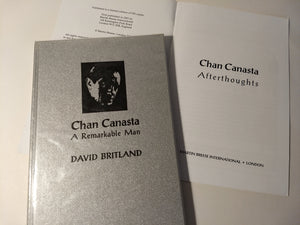 Chan Canasta
A Remarkable Man
DAVID BRITLAND
Chan Canasta
Afterthoughts
MARTIN BREESE INTERNATIONAL • LONDON